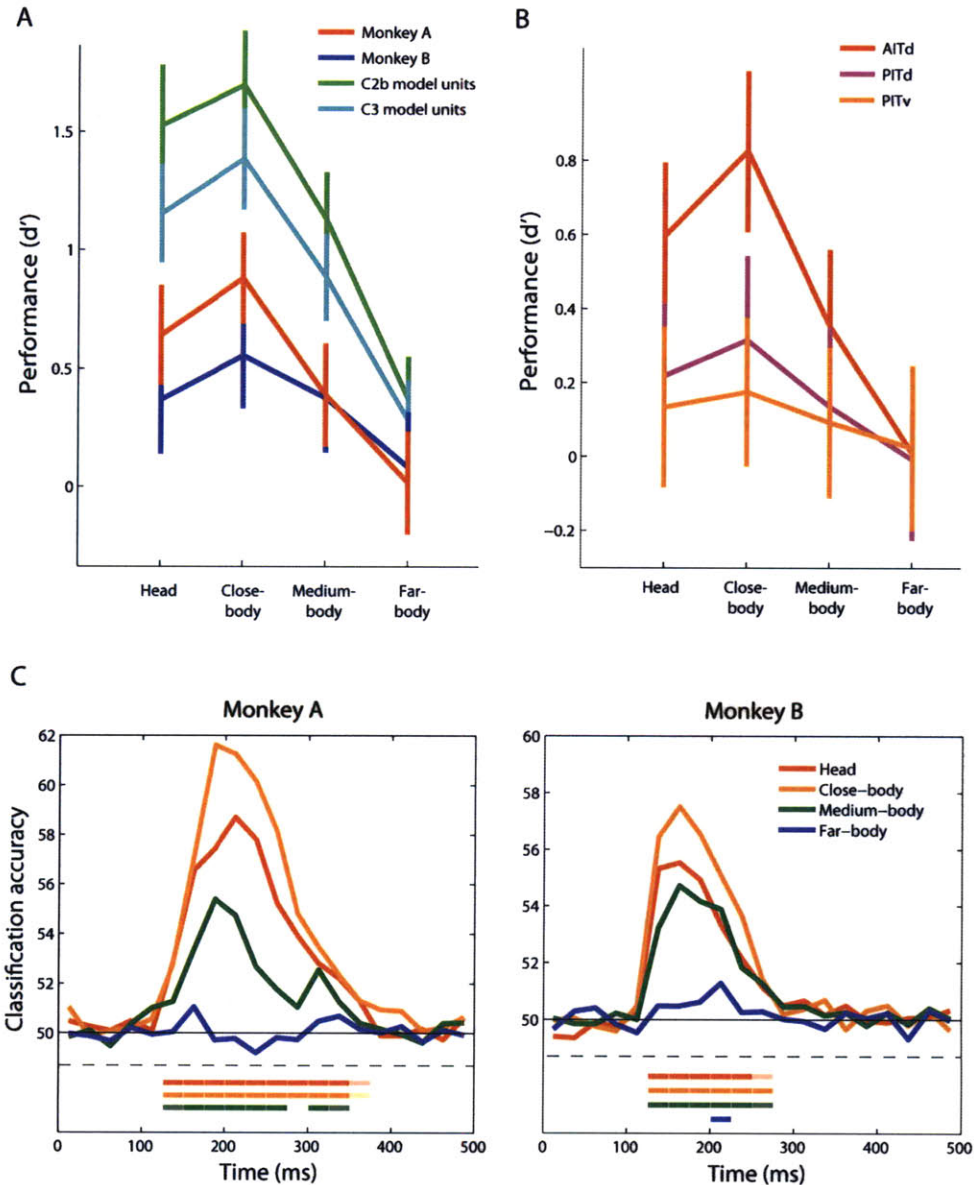 A
Monkey A
Monkey B
C2b model units
C3 model units
Performance (d')
1.5
1
0.5
0
Head
Close-
body
Medium-
body
Far-
body
B
AITd
PITd
PITv
Performance (d')
0.8
0.6
0.4
0.2
0
−0.2
Head
Close-
body
Medium-
body
Far-
body
C
Monkey A
Classification accuracy
62
60
58
56
54
52
50
0
100
200
300
400
500
Time (ms)
Monkey B
Head
Close−body
Medium−body
Far−body
60
58
56
54
52
50
0
100
200
300
400
500
Time (ms)